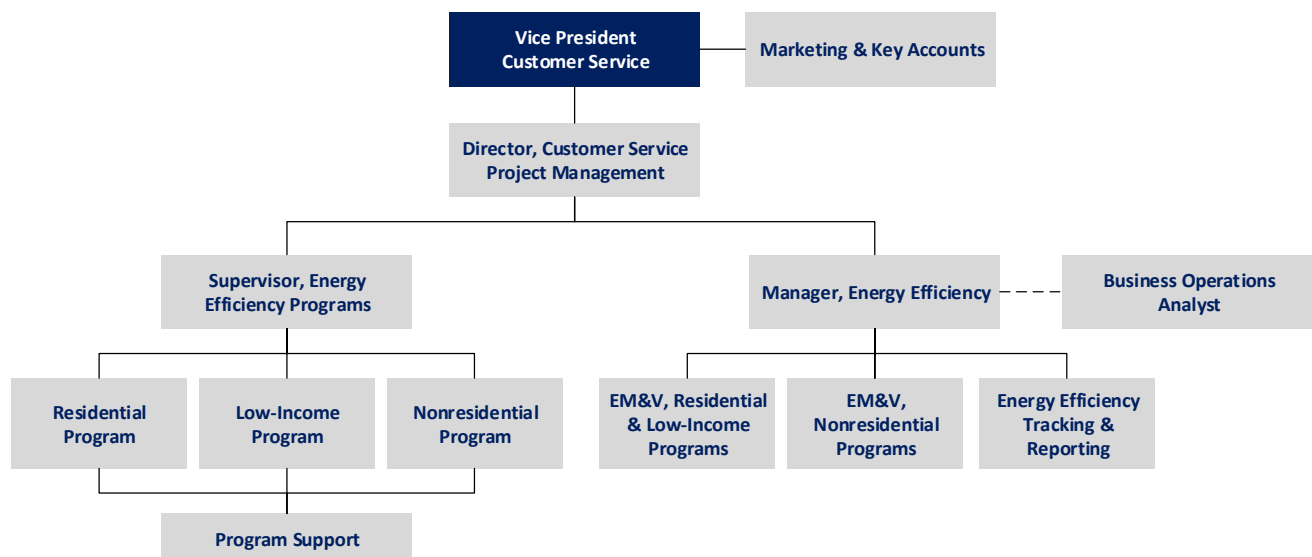 Vice President
Customer Service
Marketing & Key Accounts
Director, Customer Service
Project Management
Supervisor, Energy
Efficiency Programs
Manager, Energy Efficiency
Business Operations
Analyst
Residential
Program
Low-Income
Program
Nonresidential
Program
EM&V, Residential
& Low-Income
Programs
EM&V,
Nonresidential
Programs
Energy Efficiency
Tracking &
Reporting
Program Support